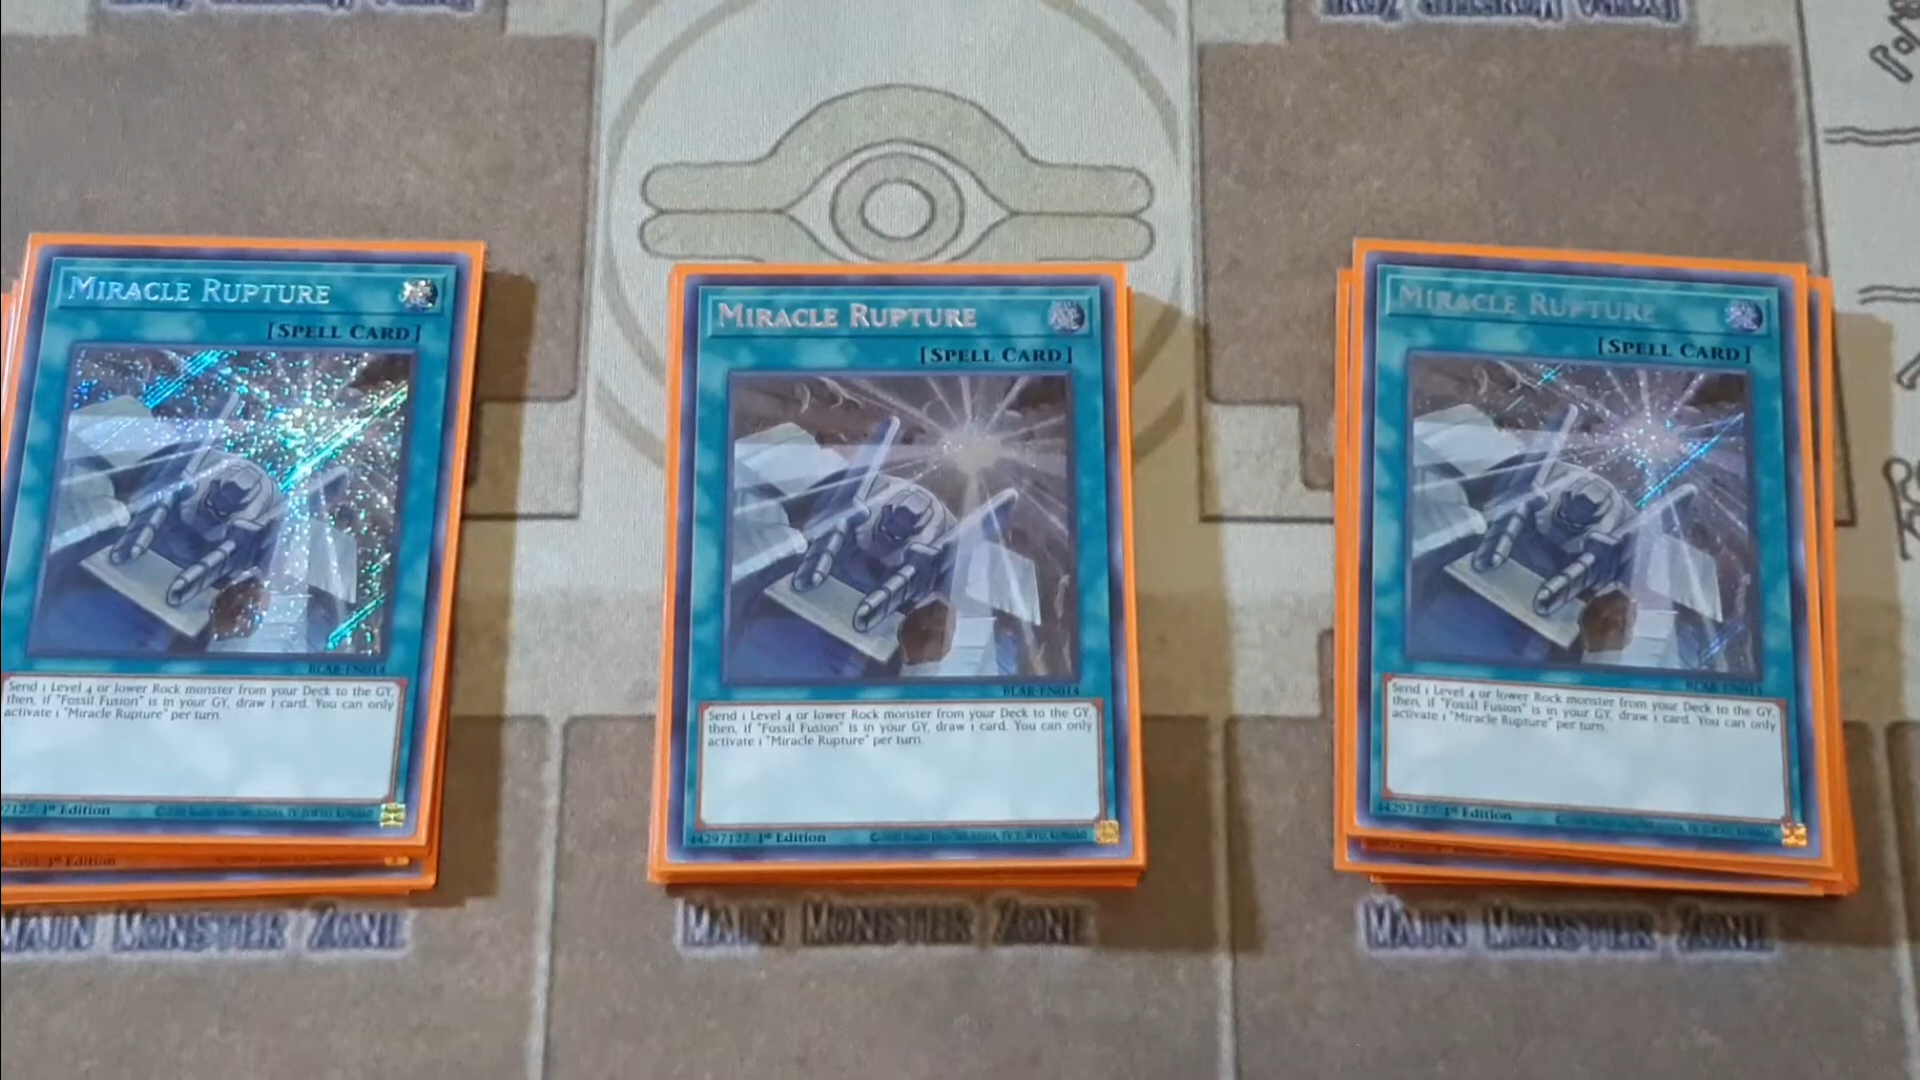 MIRACLE RUPTURE
[SPELL CARD]
BLAR-EN014
Send 1 Level 4 or lower Rock monster from your Deck to the GY,
then, if "Fossil Fusion" is in your GY, draw 1 card. You can only
activate 1 "Miracle Rupture" per turn.
1st Edition
1st Edition
MAIN MONSTER ZONE
MIRACLE RUPTURE
[SPELL CARD]
BLAR-EN014
Send 1 Level 4 or lower Rock monster from your Deck to the GY,
then, if "Fossil Fusion" is in your GY, draw 1 card. You can only
activate 1 "Miracle Rupture" per turn.
44297127 1st Edition
MAIN MONSTER ZONE
MIRACLE RUPTURE
[SPELL CARD]
BLAR-EN014
Send 1 Level 4 or lower Rock monster from your Deck to the GY,
then, if "Fossil Fusion" is in your GY, draw 1 card. You can only
activate 1 "Miracle Rupture" per turn.
44297127 1st Edition
MAIN MONSTER ZONE